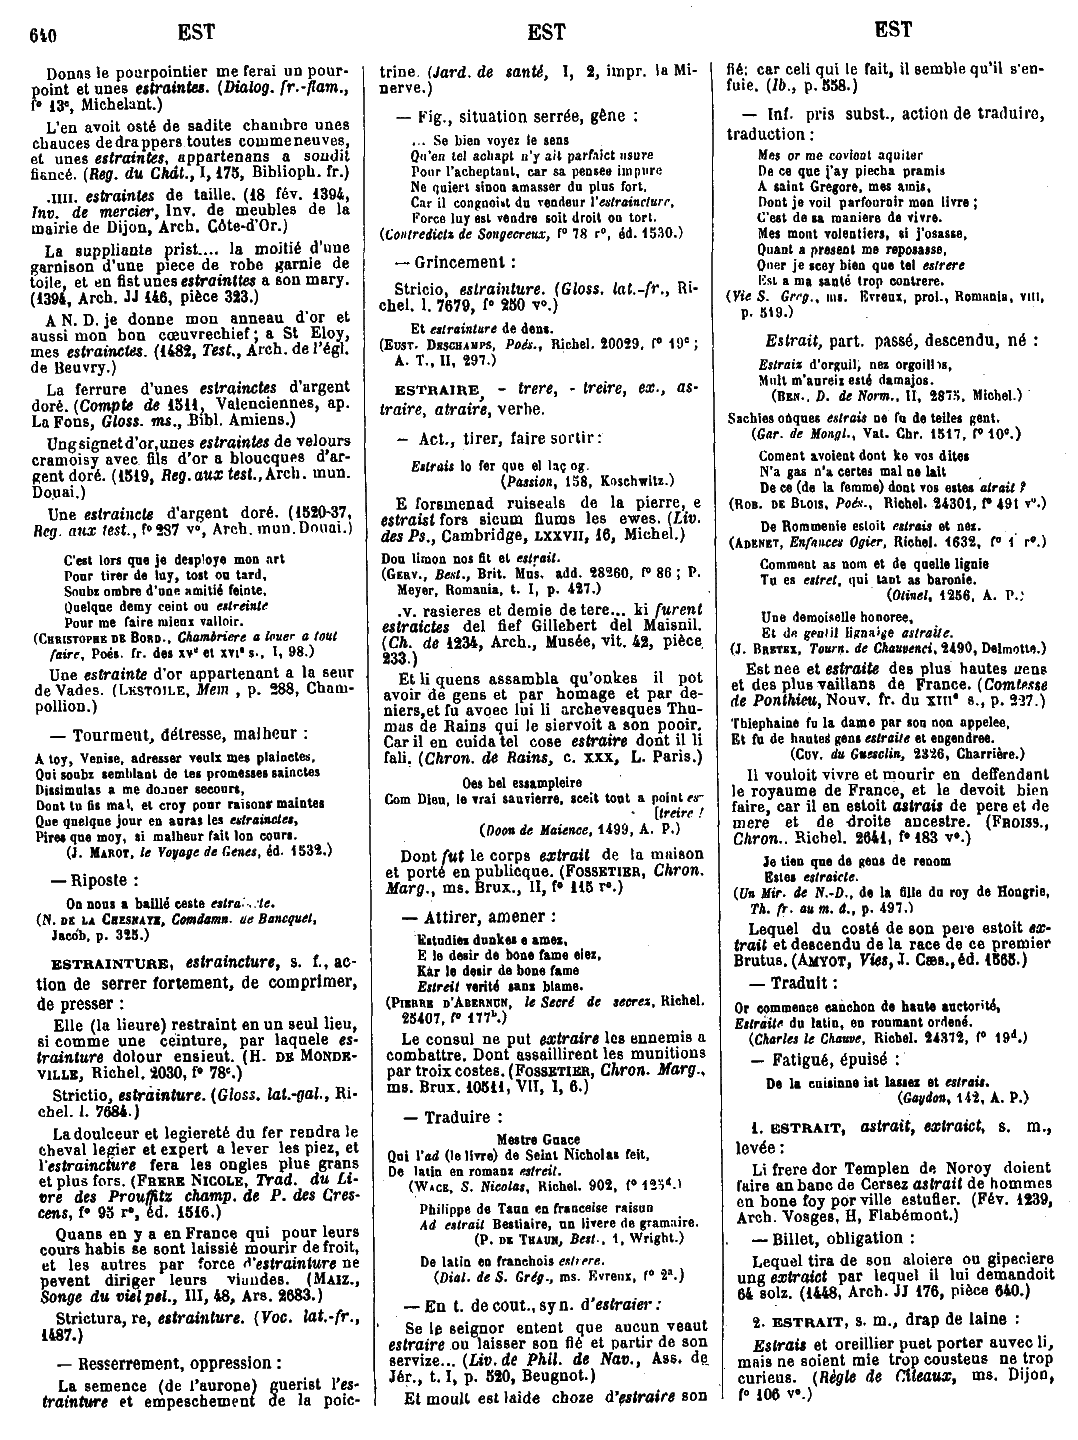 640 EST EST EST
Donns le pourpointier me ferai un pour-
point et unes estraintes. (Dialog. fr.-flam.,
f° 13ᶜ, Michelant.)
L'en avoit osté de sadite chambre unes
chauces de drappers toutes commeneuves,
et unes estraintes, appartenans a soudit
fiancé. (Reg. du Chât., I, 175, Biblioph. fr.)
.IIII. estraintes de taille. (18 fév. 1394,
Inv. de mercier, Inv. de meubles de la
mairie de Dijon, Arch. Côte-d'Or.)
La suppliante prist.... la moitié d'une
garnison d'une piece de robe garnie de
toile, et en fist unes estrainttes a son mary.
(1394, Arch. JJ 146, pièce 323.)
A N. D. je donne mon anneau d'or et
aussi mon bon cœuvrechief; a St Eloy,
mes estrainctes. (1482, Test., Arch. de l'égl.
de Beuvry.)
La ferrure d'unes estrainctes d'argent
doré. (Compte de 1511, Valenciennes, ap.
La Fons, Gloss. ms., Bibl. Amiens.)
Ung signet d'or, unes estraintes de velours
cramoisy avec fils d'or a bloucques d'ar-
gent doré. (1519, Reg. aux test., Arch. mun.
Douai.)
Une estraincte d'argent doré. (1520-37,
Reg. aux test., f° 287 v°, Arch. mun. Douai.)
C'est lors que je desploye mon art
Pour tirer de luy, tost ou tard,
Soubz ombre d'une amitié feinte,
Quelque demy ceint ou estreinte
Pour me faire mieux valloir.
(CHRISTOPHE DE BORD., Chambriere a louer a tout
faire, Poés. fr. des XVᵉ et XVIᵉ s., I, 98.)
Une estrainte d'or appartenant a la seur
de Vades. (LESTOILE, Mem , p. 288, Cham-
pollion.)
— Tourment, détresse, malheur :
A toy, Venise, adresser veulx mes plainctes,
Qui soubz semblant de tes promesses sainctes
Dissimulas a me donner secours,
Dont tu fis mal, et croy pour raisons maintes
Que quelque jour en auras les estrainctes,
Pires que moy, si malheur fait lon cours.
(J. MAROT, le Voyage de Genes, éd. 1532.)
— Riposte :
On nous a baillé ceste
(N. DE LA CHESNAYE, Comdamn. de Bancquet,
Jacob, p. 325.)
ESTRAINTURE, estraincture, s. f., ac-
tion de serrer fortement, de comprimer,
de presser :
Elle (la lieure) restraint en un seul lieu,
si comme une ceinture, par laquele es-
trainture dolour ensieut. (H. DE MONDE-
VILLE, Richel. 2030, f° 78ᶜ.)
Strictio, estrainture. (Gloss. lat.-gal., Ri-
chel. l. 7684.)
La douleur et legiereté du fer rendra le
cheval legier et expert a lever les piez, et
l'estraincture fera les ongles plus grans
et plus fors. (FRERE NICOLE, Trad. du Li-
vre des Prouffitz champ. de P. des Cres-
cens, f° 95 r°, éd. 1516.)
Quans en y a en France qui pour leurs
cours habis se sont laissié mourir de froit,
et les autres par force d'estrainture ne
pevent diriger leurs viandes. (MAIZ.,
Songe du viel pel., III, 48, Ars. 2683.)
Strictura, re, estrainture. (Voc. lat.-fr.,
1487.)
— Resserrement, oppression :
La semence (de l'aurone) guerist l'es-
trainture et empeschement de la poic-
trine. (Jard. de santé, I, 2, impr. la Mi-
nerve.)
— Fig., situation serrée, gêne :
... Se bien voyez le sens
Qu'en tel achapt n'y ait parfaict usure
Pour l'acheptant, car sa pensee impure
Ne quiert sinon amasser du plus fort,
Car il congnoist du vendeur l'estraincture,
Force luy est vendre soit droit ou tort.
(Contredictz de Songecreux, f° 78 r°, éd. 1530.)
— Grincement :
Stricio, estrainture. (Gloss. lat.-fr., Ri-
chel. l. 7679, f° 250 v°.)
Et estrainture de dens.
(EUST. DESCHAMPS, Poés., Richel. 20029, f° 19ᶜ;
A. T., II, 297.)
ESTRAIRE, - trere, - treire, ex., as-
traire, atraire, verbe.
— Act., tirer, faire sortir :
Estrais lo fer que el laç og.
(Passion, 158, Koschwitz.)
E forsmenad ruiseals de la pierre, e
estraist fors sicum flums les ewes. (Liv.
des Ps., Cambridge, LXXVII, 16, Michel.)
Don limon nos fit et estrait.
(GERV., Best., Brit. Mus. add. 28260, f° 86; P.
Meyer, Romania, t. I, p. 427.)
.V. rasieres et demie de tere... ki furent
estraictes del fief Gillebert del Maisnil.
(Ch. de 1234, Arch., Musée, vit. 42, pièce
233.)
Et li quens assambla qu'onkes il pot
avoir de gens et par homage et par de-
niers, et fu avoec lui li archevesques Thu-
mas de Rains qui le siervoit a son pooir.
Car il en cuida tel cose estraire dont il li
fali. (Chron. de Rains, c. XXX, L. Paris.)
Oes bel essampleire
Com Dieu, le vrai sauvierre, sceit tout a point es-
[treire !
(Doon de Maience, 1499, A. P.)
Dont fut le corps extrait de la maison
et porté en publicque. (FOSSETIER, Chron.
Marg., ms. Brux., II, f° 115 r°.)
— Attirer, amener :
Estudiez dunkes e amez,
E le desir de bone fame elez,
Kar le desir de bone fame
Estreit verité sanz blame.
(PIERRE D'ABERNUN, le Secré de secrez, Richel.
25407, f° 177ᵇ.)
Le consul ne put extraire les ennemis a
combattre. Dont assaillirent les munitions
par troix costes. (FOSSETIER, Chron. Marg.,
ms. Brux. 10511, VII, 1, 6.)
— Traduire :
Mestre Guace
Qui l'ad (le livre) de Seint Nicholas feit,
De latin en romanz estreit.
(WACE, S. Nicolas, Richel. 902, f° 125ᵈ.)
Philippe de Taun en franceise raisun
Ad estrait Bestiaire, un livere de gramaire.
(P. DE THAUN, Best., 1, Wright.)
De latin en franchois estrere.
(Dial. de S. Grég., ms. Evreux, f° 2ᵃ.)
— En t. de cout., syn. d'estraier :
Se le seignor entent que aucun veaut
estraire ou laisser son fié et partir de son
servize... (Liv. de Phil. de Nav., Ass. de
Jér., t. I, p. 520, Beugnot.)
Et moult est laide choze d'estraire son
fié; car celi qui le fait, il semble qu'il s'en-
fuie. (Ib., p. 558.)
— Inf. pris subst., action de traduire,
traduction :
Mes or me covient aquiter
De ce que j'ay piecha pramis
A saint Gregore, mes amis,
Dont je voil parfournir mon livre;
C'est de sa maniere de vivre.
Mes mont volentiers, si j'osasse,
Quant a present me reposasse,
Quer je scey bien que tel estrere
Est a ma santé trop contrere.
(Vie S. Greg., ms. Evreux, prol., Romania, VIII,
p. 519.)
Estrait, part. passé, descendu, né :
Estraiz d'orguil, nez orgoillos,
Mult m'aureiz esté damajos.
(BEN., D. de Norm., II, 2875, Michel.)
Sachies onques estrais ne fu de teiles gent.
(Gar. de Mongl., Vat. Chr. 1517, f° 10ᶜ.)
Coment avoient dont ke vos dites
N'a gas n'a certes mal ne lait
De ce (de la femme) dont vos estes atrait ?
(ROB. DE BLOIS, Poés., Richel. 24301, f° 491 v°.)
De Rommenie estoit estrais et nez.
(ADENET, Enfances Ogier, Richel. 1632, f° 1 r°.)
Comment as nom et de quelle lignie
Tu es estret, qui tant as baronie.
(Otinel, 1256, A. P.)
Une demoiselle honoree,
Et de gentil lignaige astraite.
(J. BRETEX, Tourn. de Chauvenci, 2490, Delmotte.)
Est nee et estraite des plus hautes gens
et des plus vaillans de France. (Comtesse
de Ponthieu, Nouv. fr. du XIIIᵉ s., p. 227.)
Thiephaine fu la dame par son non appelee,
Et fu de hautes gens estraite et engendree.
(CUV. du Guesclin, 2326, Charrière.)
Il vouloit vivre et mourir en deffendant
le royaume de France, et le devoit bien
faire, car il en estoit astrais de pere et de
mere et de droite ancestre. (FROISS.,
Chron.. Richel. 2641, f° 183 v°.)
Je tien que de gens de renom
Estes estraicte.
(Un Mir. de N.-D., de la fille du roy de Hongrie,
Th. fr. au m. â., p. 497.)
Lequel du costé de son pere estoit ex-
trait et descendu de la race de ce premier
Brutus. (AMYOT, Vies, J. Cæs., éd. 1565.)
— Traduit :
Or commence canchon de haute auctorité,
Estraite du latin, en roumant ordené.
(Charles le Chauve, Richel. 24372, f° 19ᵈ.)
— Fatigué, épuisé :
De la cuisinne ist lassez et estrais.
(Gaydon, 142, A. P.)
1. ESTRAIT, astrait, extraict, s. m.,
levée :
Li frere dor Templen de Noroy doient
faire an banc de Cersez astrait de hommes
en bone foy por ville estufier. (Fév. 1239,
Arch. Vosges, H, Flabémont.)
— Billet, obligation :
Lequel tira de son aloiere ou gipeciere
ung extraict par lequel il lui demandoit
64 solz. (1448, Arch. JJ 176, pièce 640.)
2. ESTRAIT, s. m., drap de laine :
Estrais et oreillier puet porter auvec li,
mais ne soient mie trop cousteus ne trop
curieus. (Règle de Citeaux, ms. Dijon,
f° 106 v°.)